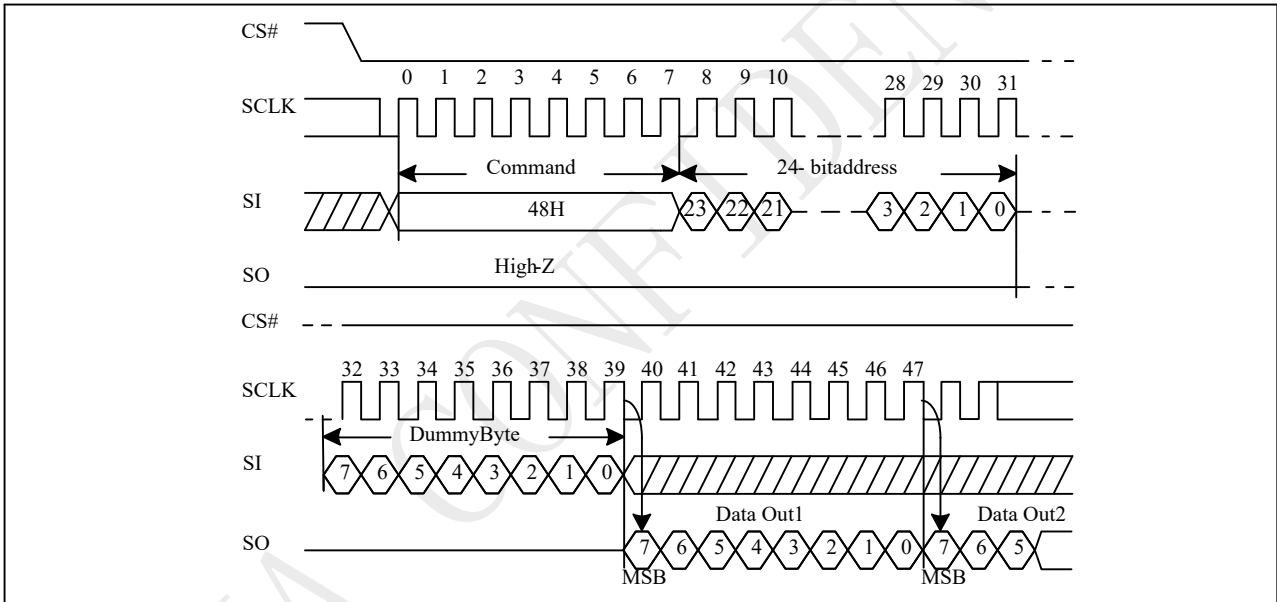 CS#
0 1 2 3 4 5 6 7 8 9 10 28 29 30 31
SCLK
Command 24- bitaddress
SI 48H 23 22 21 3 2 1 0
High-Z
SO
CS#
32 33 34 35 36 37 38 39 40 41 42 43 44 45 46 47
SCLK
DummyByte
SI 7 6 5 4 3 2 1 0
Data Out1 Data Out2
SO 7 6 5 4 3 2 1 0 7 6 5
MSB MSB